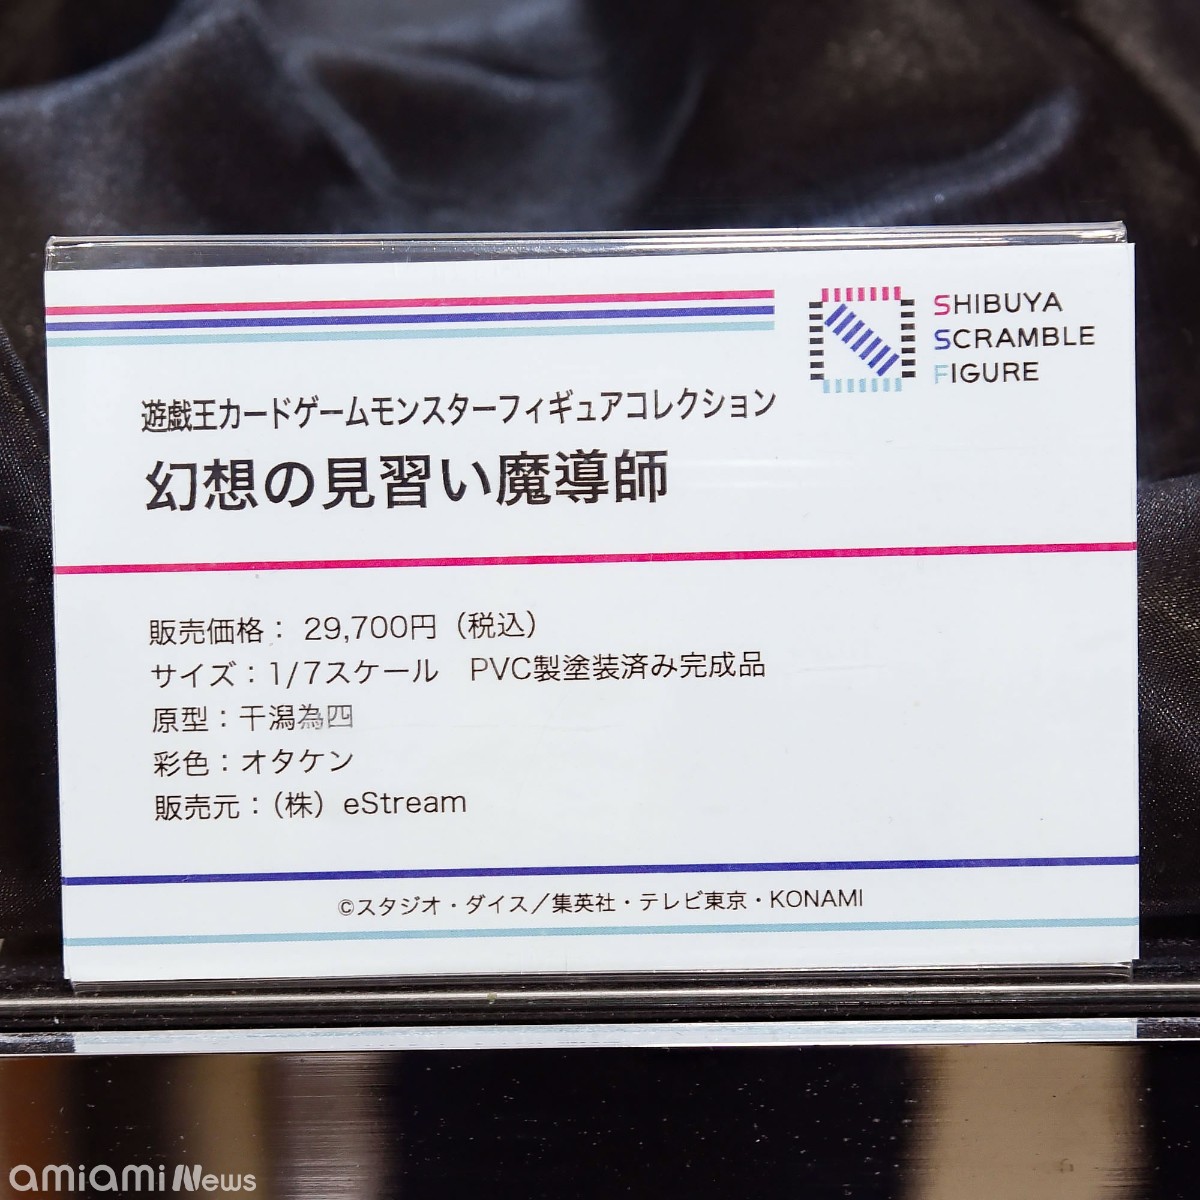 SHIBUYA
SCRAMBLE
FIGURE
遊戯王カードゲームモンスターフィギュアコレクション
幻想の見習い魔導師
販売価格： 29,700円（税込）
サイズ：1/7スケール　PVC製塗装済み完成品
原型：干潟為四
彩色：オタケン
販売元：（株）eStream
©スタジオ・ダイス／集英社・テレビ東京・KONAMI
amiami News